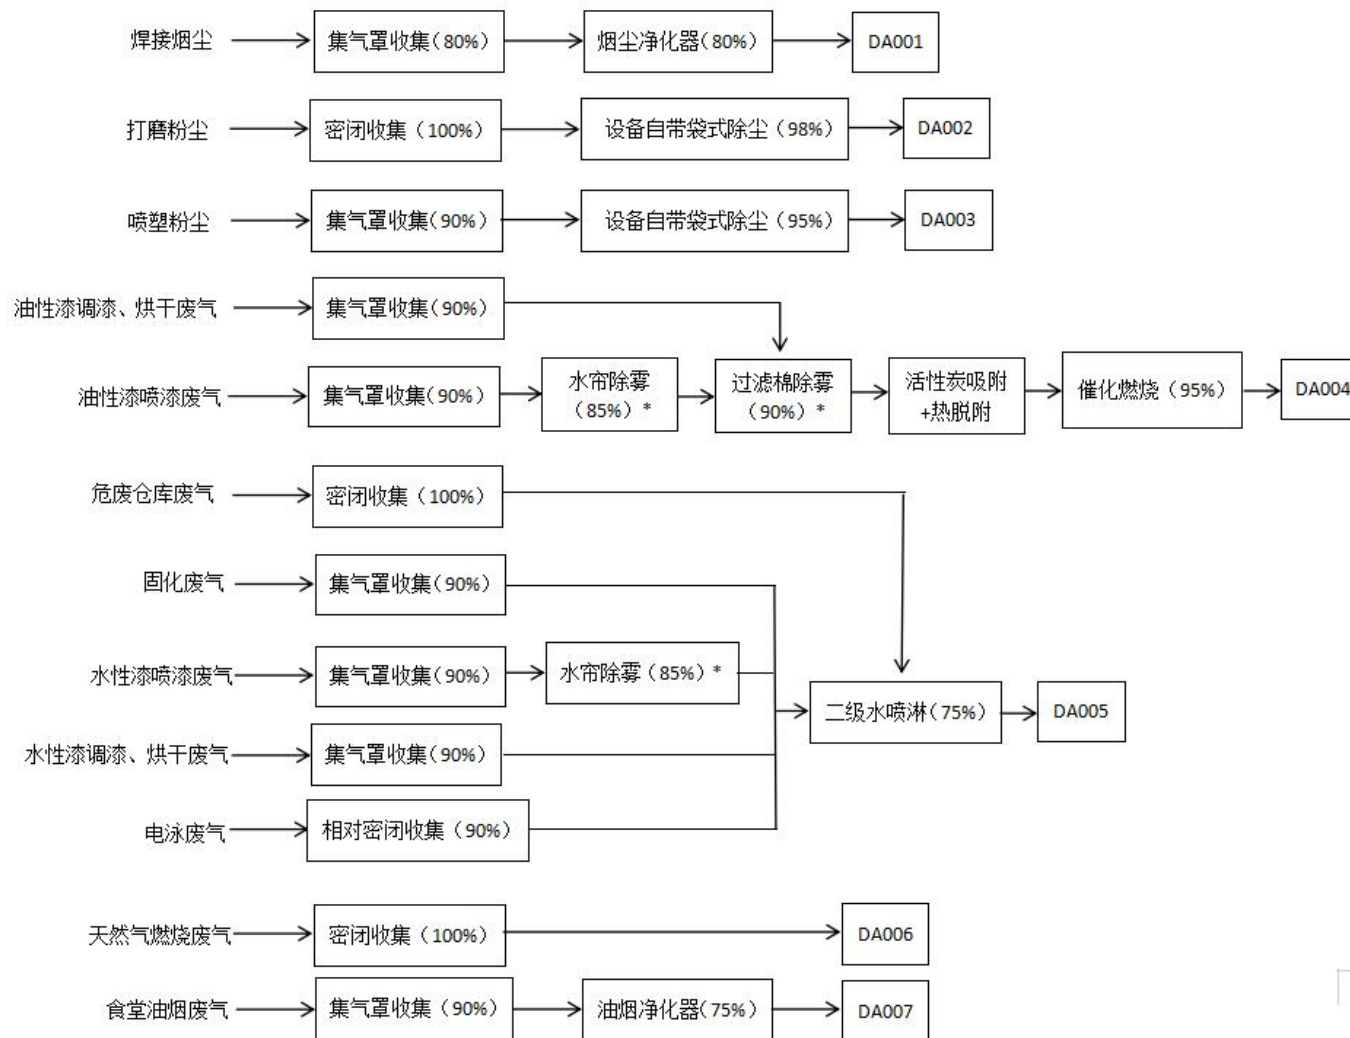 焊接烟尘
集气罩收集(80%)
烟尘净化器(80%)
DA001
打磨粉尘
密闭收集（100%）
设备自带袋式除尘（98%）
DA002
喷塑粉尘
集气罩收集(90%)
设备自带袋式除尘（95%）
DA003
油性漆调漆、烘干废气
集气罩收集(90%)
油性漆喷漆废气
集气罩收集(90%)
水帘除雾
（85%）*
过滤棉除雾
（90%）*
活性炭吸附
+热脱附
催化燃烧（95%）
DA004
危废仓库废气
密闭收集（100%）
固化废气
集气罩收集(90%)
水性漆喷漆废气
集气罩收集(90%)
水帘除雾（85%）*
二级水喷淋(75%)
DA005
水性漆调漆、烘干废气
集气罩收集(90%)
电泳废气
相对密闭收集（90%）
天然气燃烧废气
密闭收集（100%）
DA006
食堂油烟废气
集气罩收集（90%）
油烟净化器(75%)
DA007